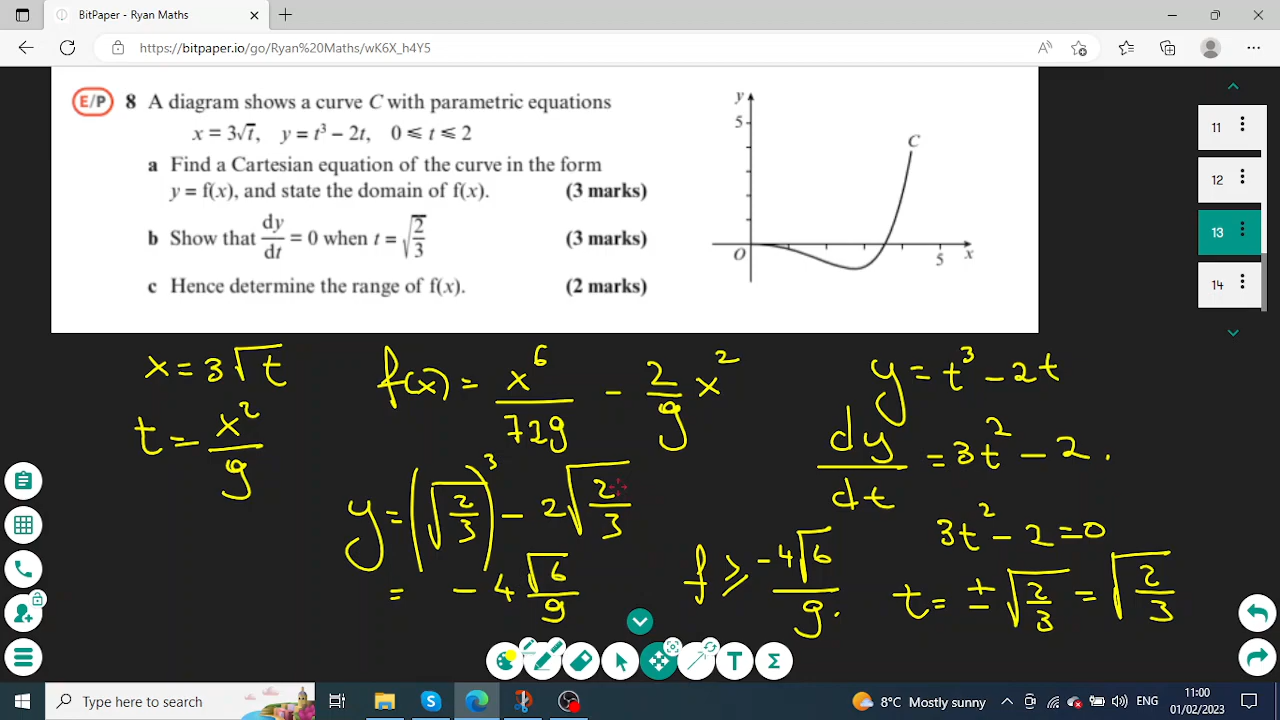 BitPaper - Ryan Maths
https://bitpaper.io/go/Ryan%20Maths/wK6X_h4Y5
E/P 8 A diagram shows a curve C with parametric equations
x = 3√t, y = t³ – 2t, 0 ⩽ t ⩽ 2
a Find a Cartesian equation of the curve in the form
y = f(x), and state the domain of f(x). (3 marks)
b Show that dy/dt = 0 when t = √(2/3) (3 marks)
c Hence determine the range of f(x). (2 marks)
y
5
C
O
5
x
11
12
13
14
x = 3√t
t = x²/9
f(x) = x⁶/729 - 2/9 x²
y = (√(2/3))³ - 2√(2/3)
= -4√6/9
f ⩾ -4√6/9.
y = t³ - 2t
dy/dt = 3t² - 2.
3t² - 2 = 0
t = ±√(2/3) = √(2/3)
T
Σ
Type here to search
8°C Mostly sunny
ENG
11:00
01/02/2023